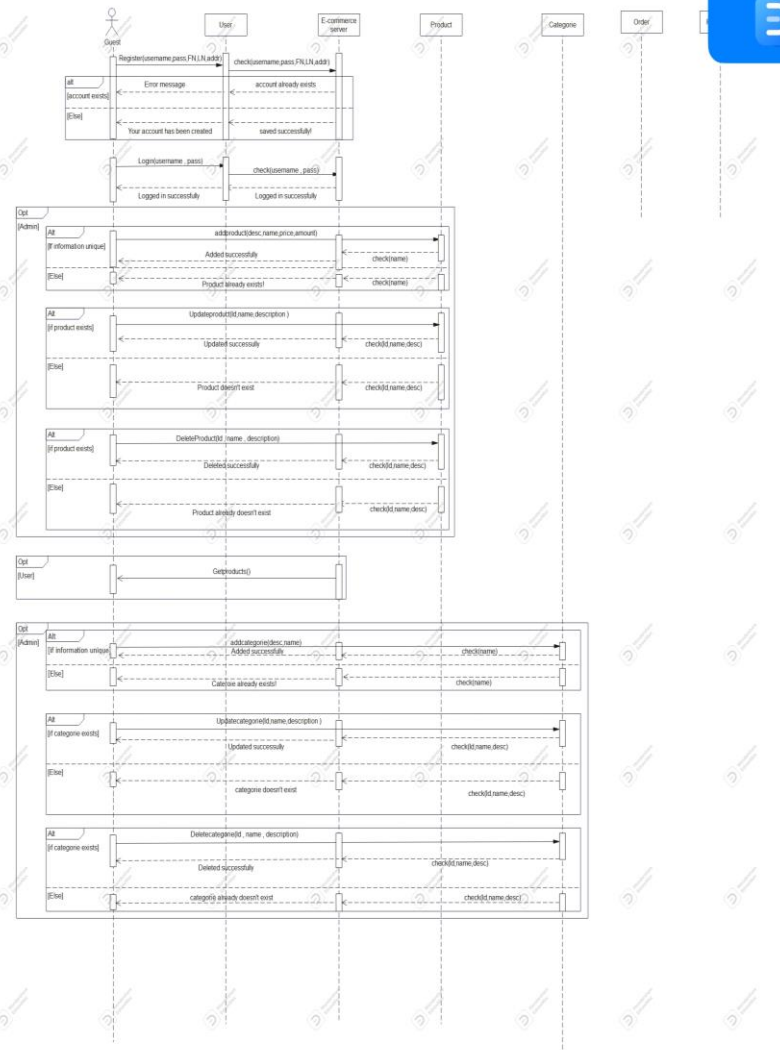 Guest
User
E-commerce
server
Product
Categorie
Order
Register(username,pass,FN,LN,addr)
check(username,pass,FN,LN,addr)
alt
[account exists]
Error message
account already exists
[Else]
Your account has been created
saved successfully!
Login(username , pass)
check(username , pass)
Logged in successfully
Logged in successfully
Opt
[Admin]
Alt
addproduct(desc,name,price,amount)
[If information unique]
Added successfully
check(name)
[Else]
Product already exists!
check(name)
Alt
Updateproduct(Id,name,description )
[if product exists]
Updated successully
check(Id,name,desc)
[Else]
Product doesn't exist
check(Id,name,desc)
Alt
DeleteProduct(Id , name , description)
[if product exists]
Deleted successfully
check(Id,name,desc)
[Else]
Product already doesn't exist
check(Id,name,desc)
Opt
[User]
Getproducts()
Opt
[Admin]
Alt
addcategorie(desc,name)
[If information unique
Added successfully
check(name)
[Else]
check(name)
Alt
Updatecategorie(Id,name,description )
[if categorie exists]
Updated successully
check(Id,name,desc)
[Else]
categorie doesn't exist
check(Id,name,desc)
Alt
Deletecategorie(Id , name , description)
[if categorie exists]
Deleted successfully
check(Id,name,desc)
[Else]
categorie already doesn't exist
check(Id,name,desc)